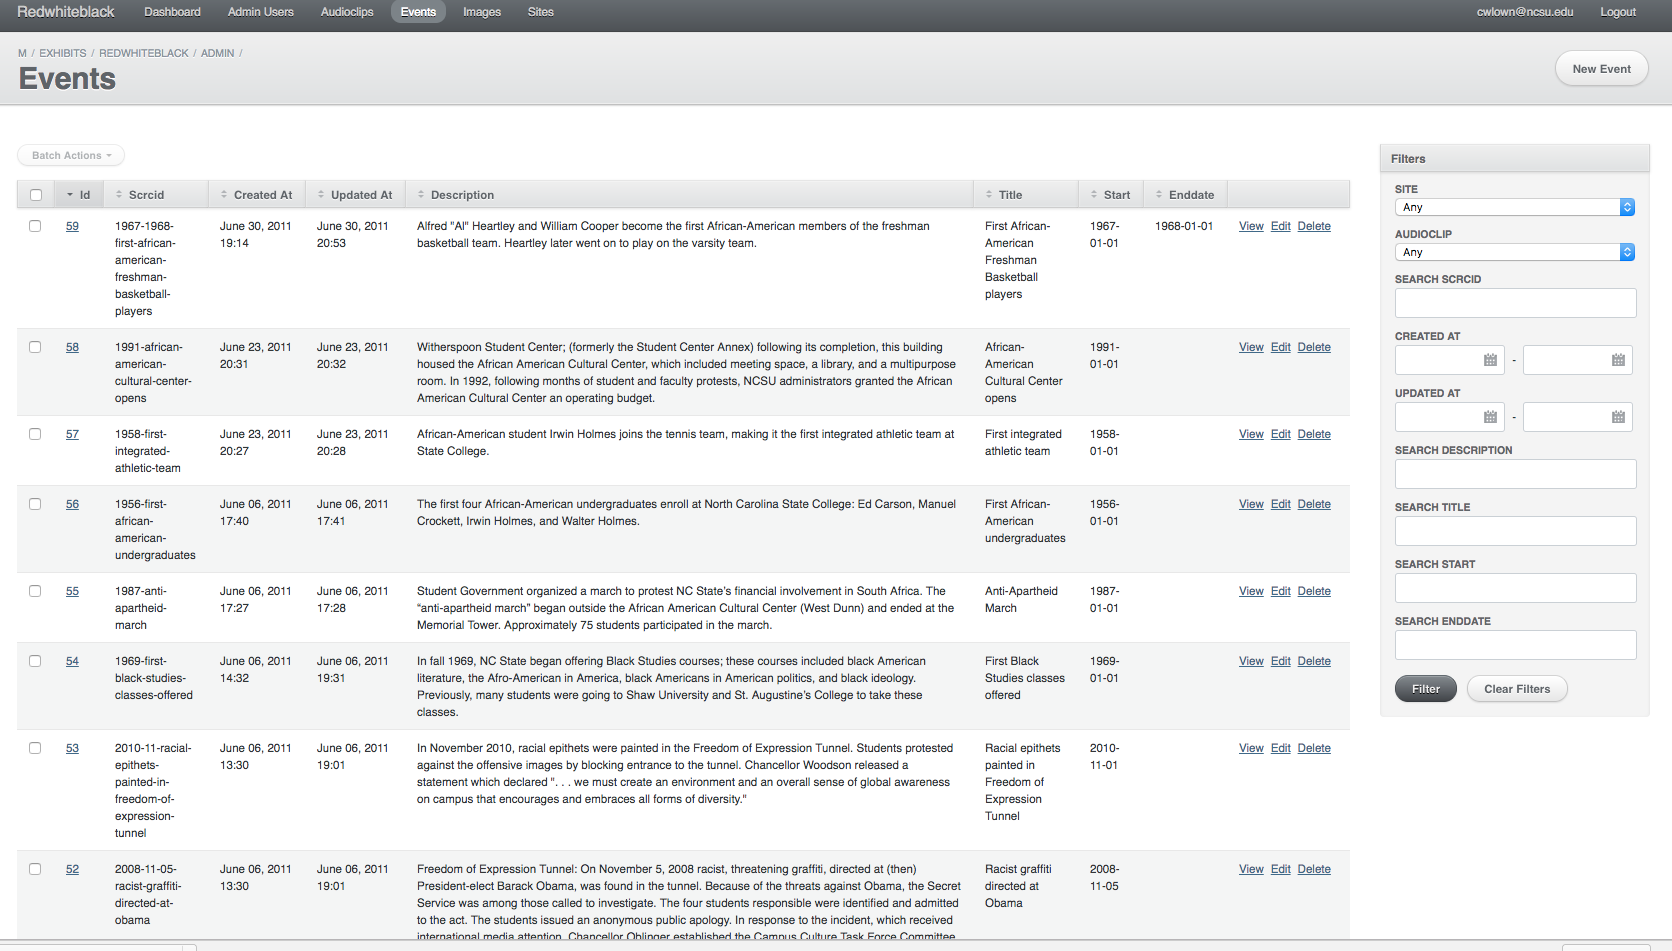 Redwhiteblack Dashboard Admin Users Audioclips Events Images Sites cwlown@ncsu.edu Logout
M / EXHIBITS / REDWHITEBLACK / ADMIN /
Events
New Event
Batch Actions
Id Scrcid Created At Updated At Description Title Start Enddate
59
1967-1968-
first-african-
american-
freshman-
basketball-
players
June 30, 2011
19:14
June 30, 2011
20:53
Alfred "Al" Heartley and William Cooper become the first African-American members of the freshman
basketball team. Heartley later went on to play on the varsity team.
First African-
American
Freshman
Basketball
players
1967-
01-01
1968-01-01
View Edit Delete
58
1991-african-
american-
cultural-center-
opens
June 23, 2011
20:31
June 23, 2011
20:32
Witherspoon Student Center; (formerly the Student Center Annex) following its completion, this building
housed the African American Cultural Center, which included meeting space, a library, and a multipurpose
room. In 1992, following months of student and faculty protests, NCSU administrators granted the African
American Cultural Center an operating budget.
African-
American
Cultural Center
opens
1991-
01-01
View Edit Delete
57
1958-first-
integrated-
athletic-team
June 23, 2011
20:27
June 23, 2011
20:28
African-American student Irwin Holmes joins the tennis team, making it the first integrated athletic team at
State College.
First integrated
athletic team
1958-
01-01
View Edit Delete
56
1956-first-
african-
american-
undergraduates
June 06, 2011
17:40
June 06, 2011
17:41
The first four African-American undergraduates enroll at North Carolina State College: Ed Carson, Manuel
Crockett, Irwin Holmes, and Walter Holmes.
First African-
American
undergraduates
1956-
01-01
View Edit Delete
55
1987-anti-
apartheid-
march
June 06, 2011
17:27
June 06, 2011
17:28
Student Government organized a march to protest NC State's financial involvement in South Africa. The
“anti-apartheid march” began outside the African American Cultural Center (West Dunn) and ended at the
Memorial Tower. Approximately 75 students participated in the march.
Anti-Apartheid
March
1987-
01-01
View Edit Delete
54
1969-first-
black-studies-
classes-offered
June 06, 2011
14:32
June 06, 2011
19:31
In fall 1969, NC State began offering Black Studies courses; these courses included black American
literature, the Afro-American in America, black Americans in American politics, and black ideology.
Previously, many students were going to Shaw University and St. Augustine's College to take these
classes.
First Black
Studies classes
offered
1969-
01-01
View Edit Delete
53
2010-11-racial-
epithets-
painted-in-
freedom-of-
expression-
tunnel
June 06, 2011
13:30
June 06, 2011
19:01
In November 2010, racial epithets were painted in the Freedom of Expression Tunnel. Students protested
against the offensive images by blocking entrance to the tunnel. Chancellor Woodson released a
statement which declared ". . . we must create an environment and an overall sense of global awareness
on campus that encourages and embraces all forms of diversity."
Racial epithets
painted in
Freedom of
Expression
Tunnel
2010-
11-01
View Edit Delete
52
2008-11-05-
racist-graffiti-
directed-at-
obama
June 06, 2011
13:30
June 06, 2011
19:01
Freedom of Expression Tunnel: On November 5, 2008 racist, threatening graffiti, directed at (then)
President-elect Barack Obama, was found in the tunnel. Because of the threats against Obama, the Secret
Service was among those called to investigate. The four students responsible were identified and admitted
to the act. The students issued an anonymous public apology. In response to the incident, which received
international media attention, Chancellor Oblinger established the Campus Culture Task Force Committee
Racist graffiti
directed at
Obama
2008-
11-05
View Edit Delete
Filters
SITE
Any
AUDIOCLIP
Any
SEARCH SCRCID
CREATED AT
-
UPDATED AT
-
SEARCH DESCRIPTION
SEARCH TITLE
SEARCH START
SEARCH ENDDATE
Filter Clear Filters